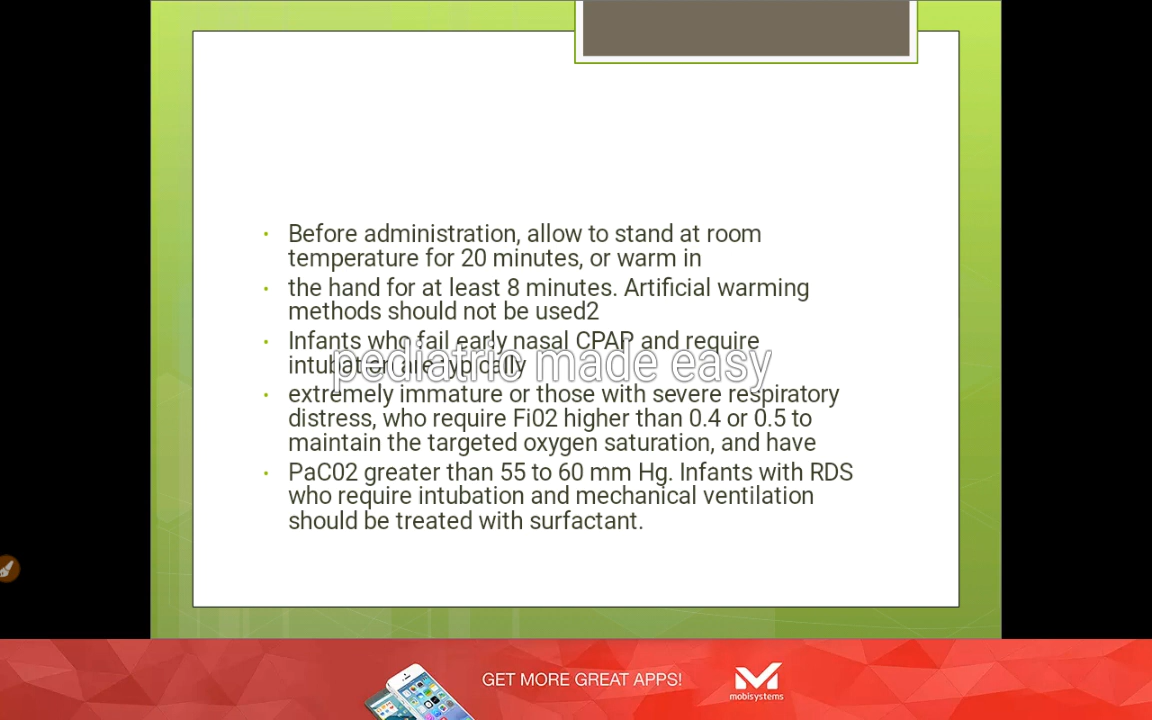 Before administration, allow to stand at room
temperature for 20 minutes, or warm in
the hand for at least 8 minutes. Artificial warming
methods should not be used2
Infants who fail early nasal CPAP and require
intubation are typically
pediatric made easy
extremely immature or those with severe respiratory
distress, who require Fi02 higher than 0.4 or 0.5 to
maintain the targeted oxygen saturation, and have
PaC02 greater than 55 to 60 mm Hg. Infants with RDS
who require intubation and mechanical ventilation
should be treated with surfactant.
GET MORE GREAT APPS!
mobisystems